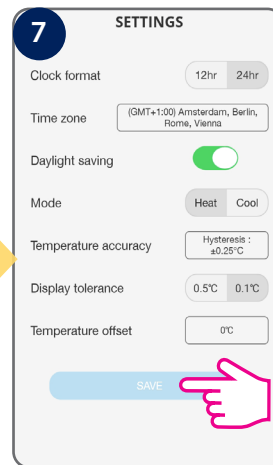 7
SETTINGS
Clock format 12hr 24hr
Time zone (GMT+1:00) Amsterdam, Berlin,
Rome, Vienna
Daylight saving
Mode Heat Cool
Temperature accuracy Hysteresis :
±0.25°C
Display tolerance 0.5°C 0.1°C
Temperature offset 0°C
SAVE